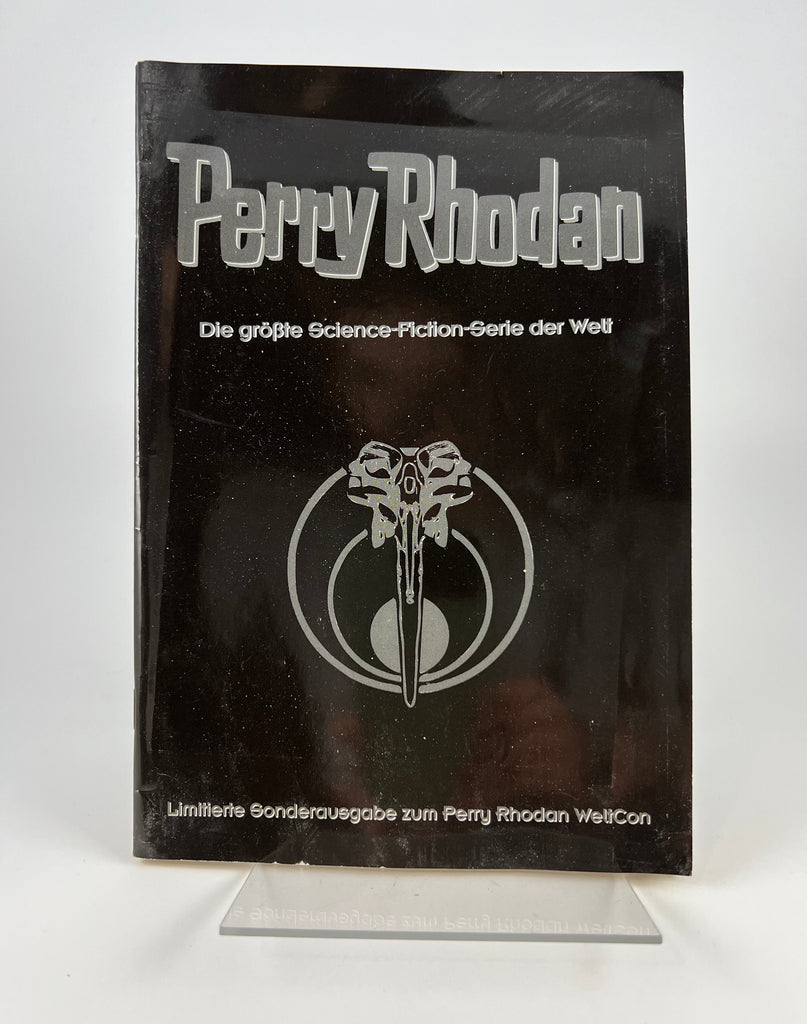 Perry Rhodan
Die größte Science-Fiction-Serie der Welt
Limitierte Sonderausgabe zum Perry Rhodan WeltCon